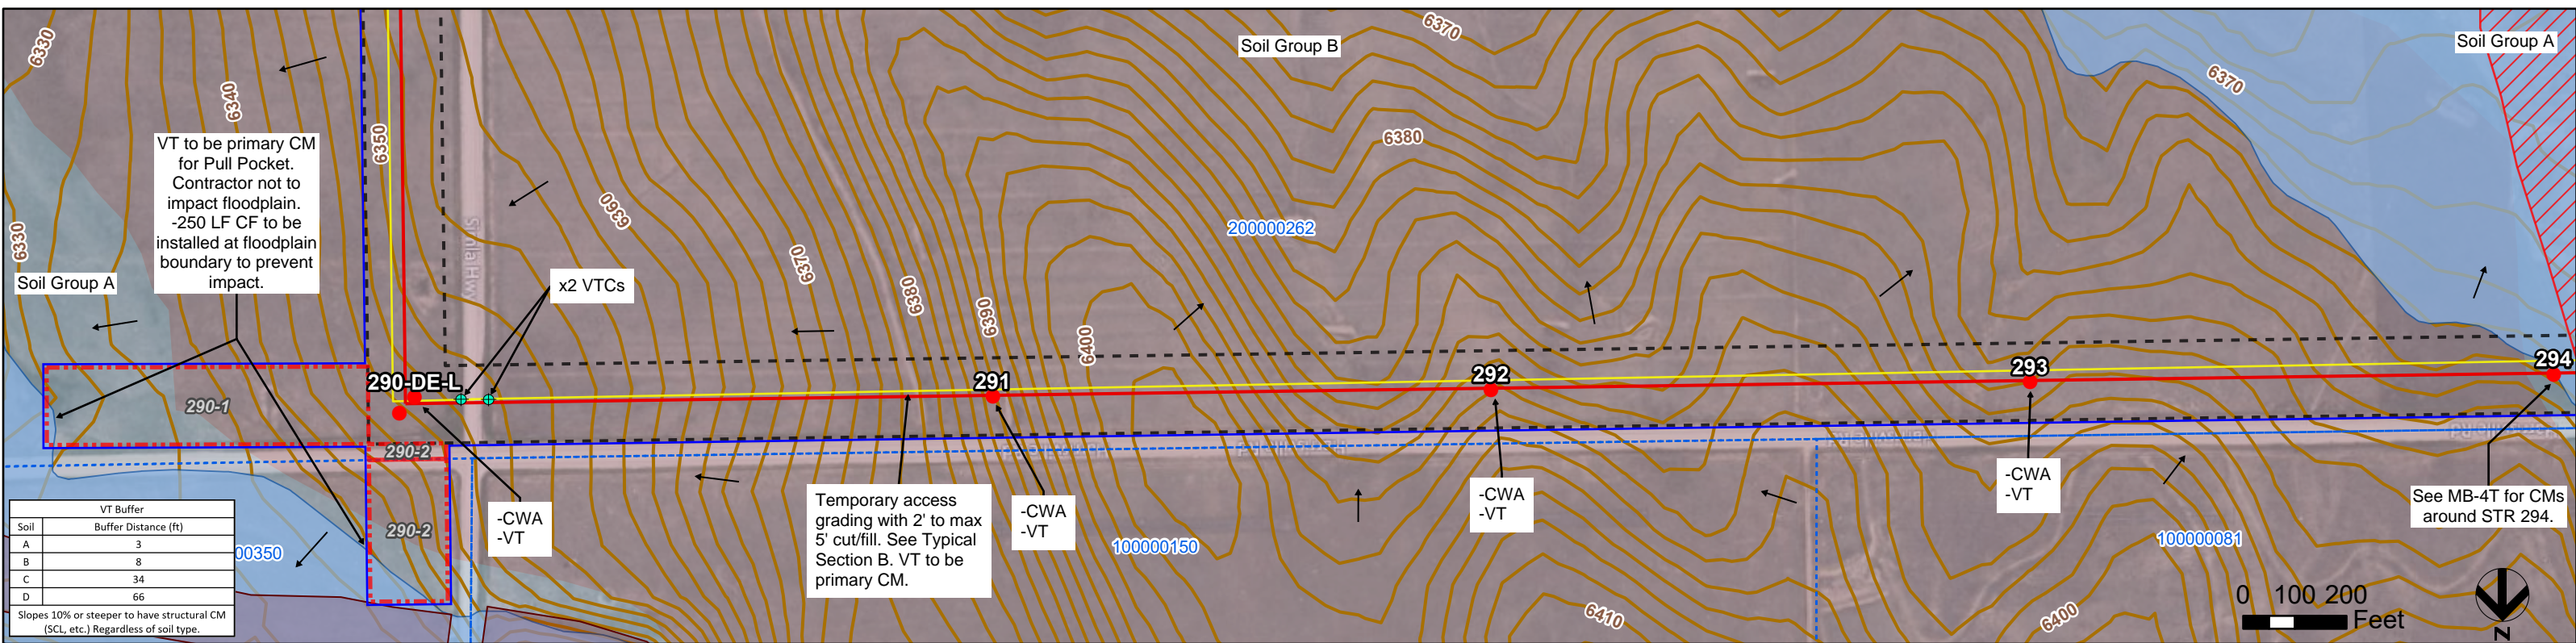 6330
6340
6350
6360
6370
6380
6390
6400
Soil Group B
6370
6380
6370
Soil Group A
VT to be primary CM
for Pull Pocket.
Contractor not to
impact floodplain.
-250 LF CF to be
installed at floodplain
boundary to prevent
impact.
6330
Soil Group A
Simla Hwy
x2 VTCs
200000262
290-DE-L
291
292
293
294
290-1
290-2
290-2
-CWA
-VT
Temporary access
grading with 2' to max
5' cut/fill. See Typical
Section B. VT to be
primary CM.
-CWA
-VT
-CWA
-VT
-CWA
-VT
See MB-4T for CMs
around STR 294.
00350
100000150
100000081
6410
6400
VT Buffer
Soil Buffer Distance (ft)
A 3
B 8
C 34
D 66
Slopes 10% or steeper to have structural CM
(SCL, etc.) Regardless of soil type.
0 100 200
Feet
N